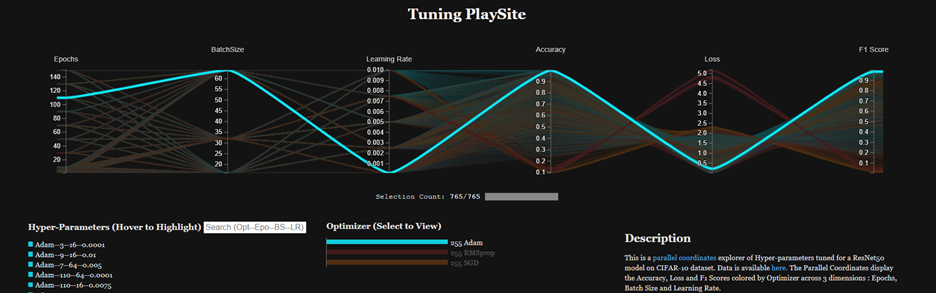 Tuning PlaySite
Epochs
BatchSize
Learning Rate
Accuracy
Loss
F1 Score
140
120
100
80
60
40
20
60
55
50
45
40
35
30
25
20
0.010
0.009
0.008
0.007
0.006
0.005
0.004
0.003
0.002
0.001
0.9
0.8
0.7
0.6
0.5
0.4
0.3
0.2
0.1
5.0
4.5
4.0
3.5
3.0
2.5
2.0
1.5
1.0
0.5
0.9
0.8
0.7
0.6
0.5
0.4
0.3
0.2
0.1
Selection Count: 765/765
Hyper-Parameters (Hover to Highlight) Search (Opt--Epo--BS--LR)
Adam--3--16--0.0001
Adam--9--16--0.01
Adam--7--64--0.005
Adam--110--64--0.0001
Adam--110--16--0.0075
Optimizer (Select to View)
255 Adam
255 RMSprop
255 SGD
Description
This is a parallel coordinates explorer of Hyper-parameters tuned for a ResNet50
model on CIFAR-10 dataset. Data is available here. The Parallel Coordinates display
the Accuracy, Loss and F1 Scores colored by Optimizer across 3 dimensions : Epochs,
Batch Size and Learning Rate.